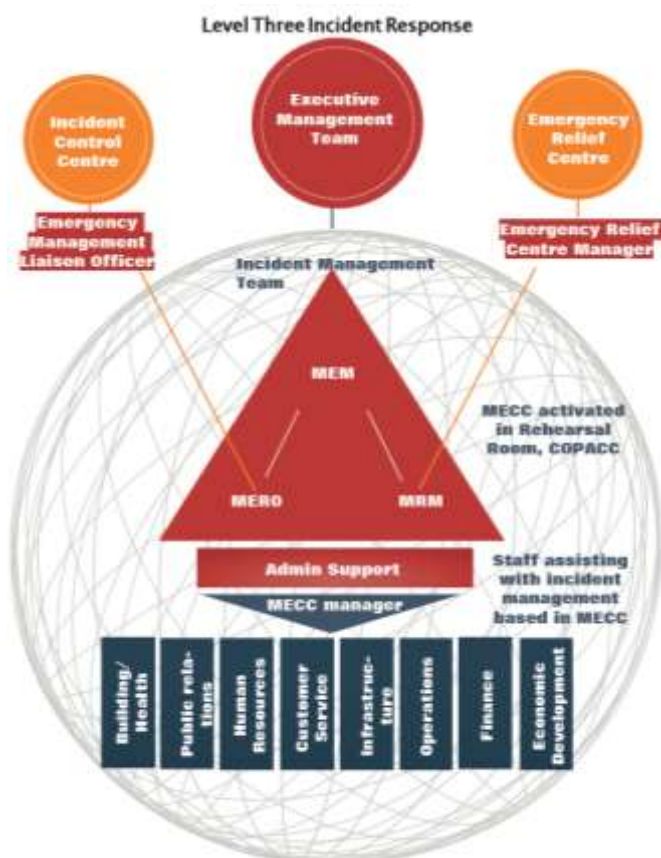 Level Three Incident Response
Incident
Control
Centre
Executive
Management
Team
Emergency
Relief
Centre
Emergency
Management
Liaison Officer
Emergency Relief
Centre Manager
Incident Management
Team
MEM
MECC activated
in Rehearsal
Room, COPACC
MERO
MRM
Admin Support
Staff assisting
with incident
management
based in MECC
MECC manager
Building/
Health
Public rela-
tions
Human
Resources
Customer
Service
Infrastruc-
ture
Operations
Finance
Economic
Development